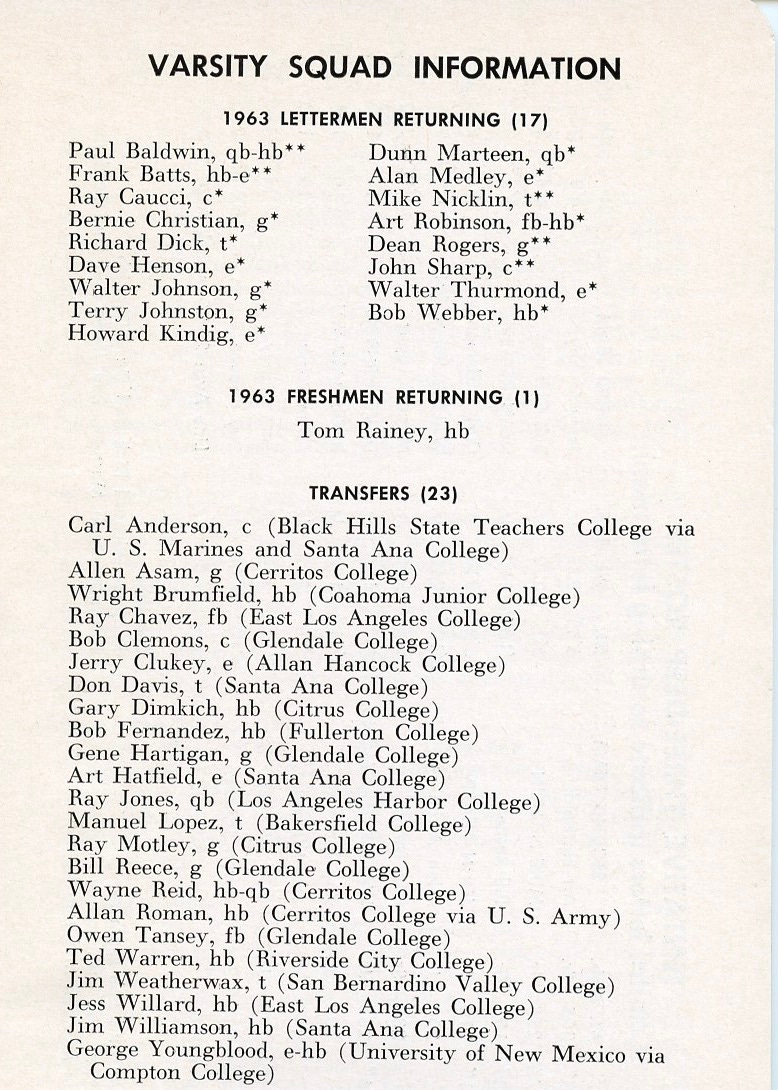 VARSITY SQUAD INFORMATION
1963 LETTERMEN RETURNING (17)
Paul Baldwin, qb-hb**
Frank Batts, hb-e**
Ray Caucci, c*
Bernie Christian, g*
Richard Dick, t*
Dave Henson, e*
Walter Johnson, g*
Terry Johnston, g*
Howard Kindig, e*
Dunn Marteen, qb*
Alan Medley, e*
Mike Nicklin, t**
Art Robinson, fb-hb*
Dean Rogers, g**
John Sharp, c**
Walter Thurmond, e*
Bob Webber, hb*
1963 FRESHMEN RETURNING (1)
Tom Rainey, hb
TRANSFERS (23)
Carl Anderson, c (Black Hills State Teachers College via
U. S. Marines and Santa Ana College)
Allen Asam, g (Cerritos College)
Wright Brumfield, hb (Coahoma Junior College)
Ray Chavez, fb (East Los Angeles College)
Bob Clemons, c (Glendale College)
Jerry Clukey, e (Allan Hancock College)
Don Davis, t (Santa Ana College)
Gary Dimkich, hb (Citrus College)
Bob Fernandez, hb (Fullerton College)
Gene Hartigan, g (Glendale College)
Art Hatfield, e (Santa Ana College)
Ray Jones, qb (Los Angeles Harbor College)
Manuel Lopez, t (Bakersfield College)
Ray Motley, g (Citrus College)
Bill Reece, g (Glendale College)
Wayne Reid, hb-qb (Cerritos College)
Allan Roman, hb (Cerritos College via U. S. Army)
Owen Tansey, fb (Glendale College)
Ted Warren, hb (Riverside City College)
Jim Weatherwax, t (San Bernardino Valley College)
Jess Willard, hb (East Los Angeles College)
Jim Williamson, hb (Santa Ana College)
George Youngblood, e-hb (University of New Mexico via
Compton College)